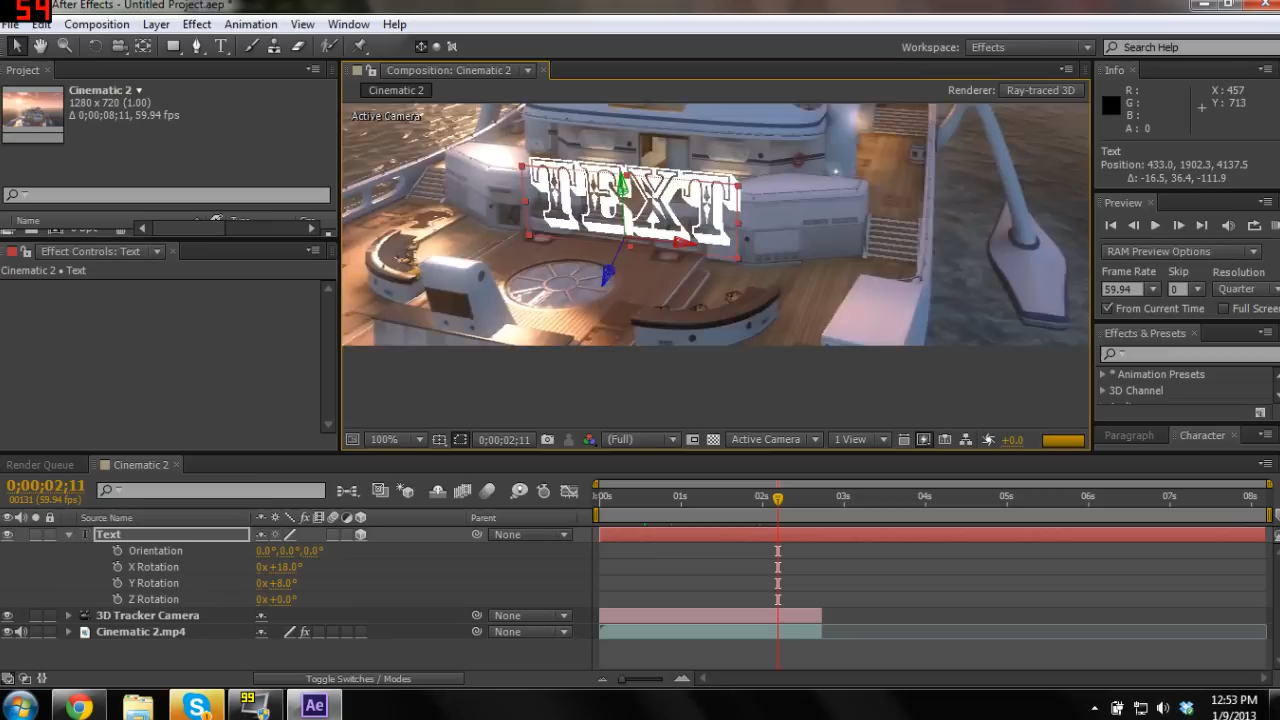 54
After Effects - Untitled Project.aep *
File Edit Composition Layer Effect Animation View Window Help
Workspace: Effects Search Help
Project
Cinematic 2
1280 x 720 (1.00)
Δ 0;00;08;11, 59.94 fps
Name
Effect Controls: Text
Cinematic 2 • Text
Composition: Cinematic 2
Cinematic 2
Renderer: Ray-traced 3D
Active Camera
TEXT
100% 0;00;02;11 (Full) Active Camera 1 View +0.0
Info
R : X : 457
G : Y : 713
B :
A : 0
Text
Position: 433.0, 1902.3, 4137.5
Δ: -16.5, 36.4, -111.9
Preview
RAM Preview Options
Frame Rate Skip Resolution
59.94 0 Quarter
From Current Time Full Screen
Effects & Presets
* Animation Presets
3D Channel
Paragraph Character
Render Queue Cinematic 2
0;00;02;11
00131 (59.94 fps)
Source Name Parent
:00s 01s 02s 03s 04s 05s 06s 07s 08s
T Text None
Orientation 0.0°,0.0°,0.0°
X Rotation 0x+18.0°
Y Rotation 0x+8.0°
Z Rotation 0x+0.0°
3D Tracker Camera None
Cinematic 2.mp4 None
Toggle Switches / Modes
99
Ae
12:53 PM
1/9/2013